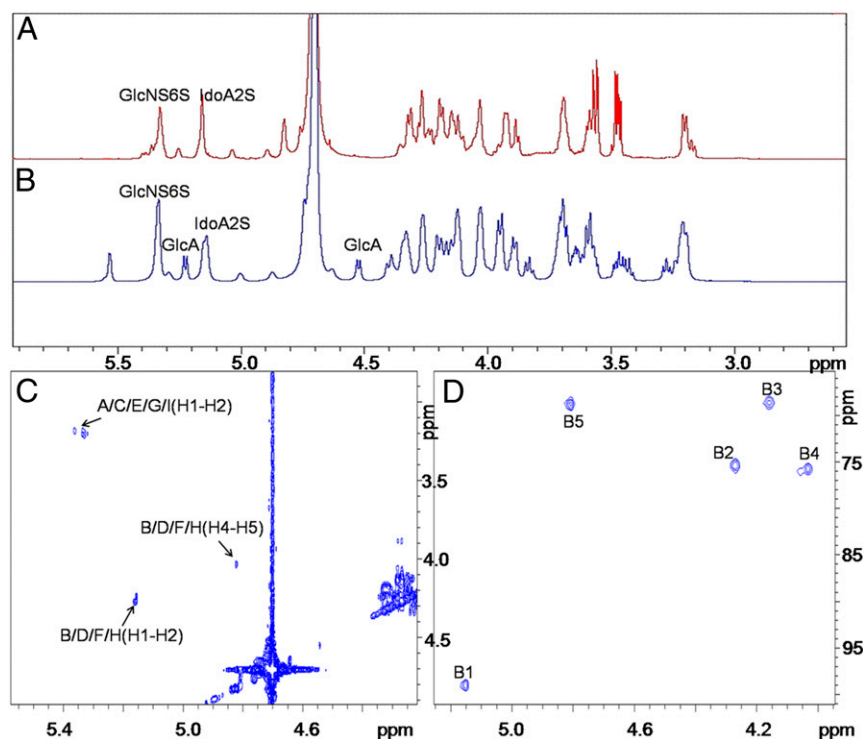 A
GlcNS6S
IdoA2S
B
GlcNS6S
IdoA2S
GlcA
GlcA
5.5 5.0 4.5 4.0 3.5 3.0 ppm
C
A/C/E/G/I(H1-H2)
B/D/F/H(H4-H5)
B/D/F/H(H1-H2)
ppm
3.5
4.0
4.5
5.4 5.0 4.6 ppm
D
B3
B5
B2
B4
B1
ppm
75
85
95
5.0 4.6 4.2 ppm